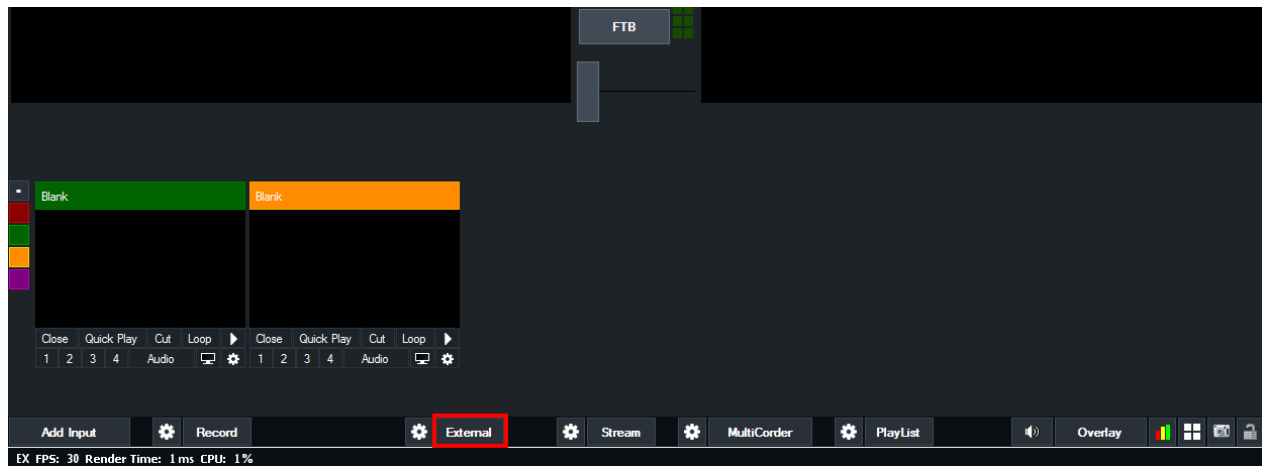 FTB
Blank Blank
Close Quick Play Cut Loop Close Quick Play Cut Loop
1 2 3 4 Audio 1 2 3 4 Audio
Add Input Record External Stream MultiCorder PlayList Overlay
EX FPS: 30 Render Time: 1 ms CPU: 1 %